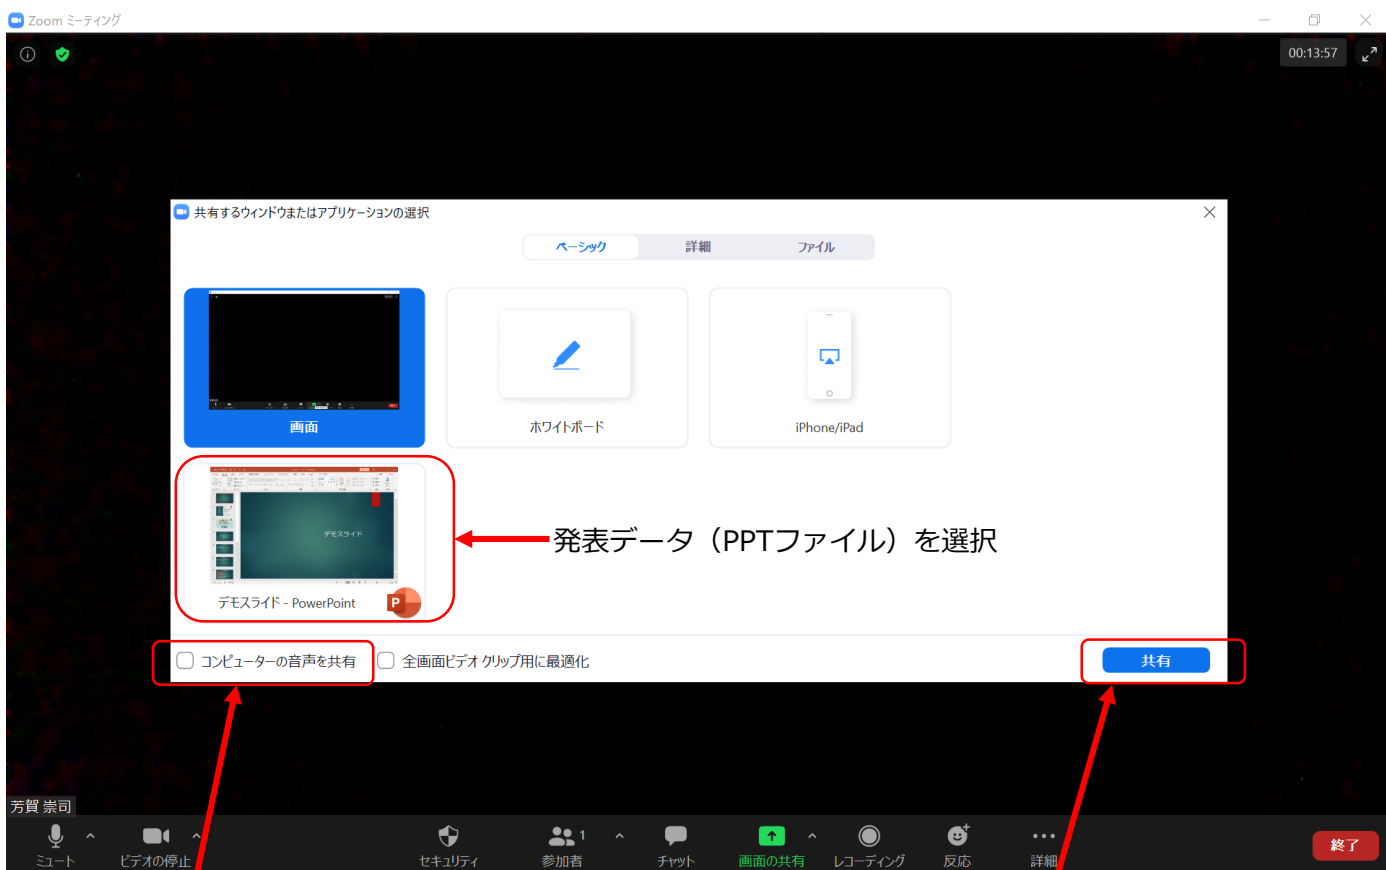 Zoom ミーティング
00:13:57
共有するウィンドウまたはアプリケーションの選択
ベーシック 詳細 ファイル
画面 ホワイトボード iPhone/iPad
デモスライド
発表データ（PPTファイル）を選択
デモスライド - PowerPoint
P
コンピューターの音声を共有 全画面ビデオ クリップ用に最適化 共有
芳賀 崇司
1
ミュート ビデオの停止 セキュリティ 参加者 チャット 画面の共有 レコーディング 反応 詳細 終了